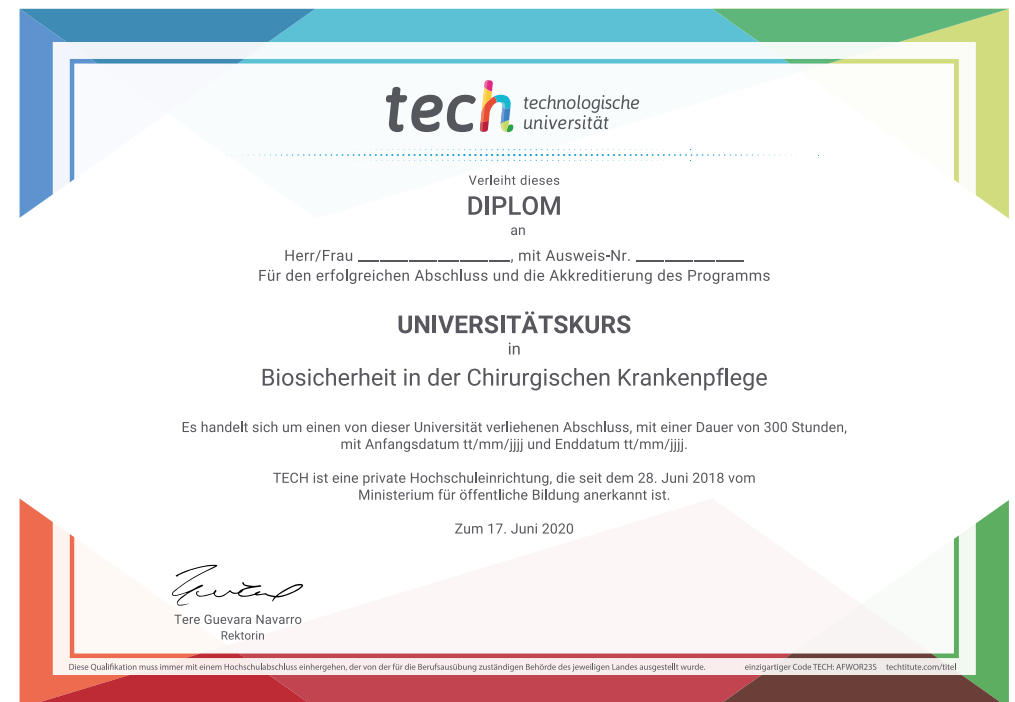 tech technologische
universität
Verleiht dieses
DIPLOM
an
Herr/Frau ____________________, mit Ausweis-Nr. ______________
Für den erfolgreichen Abschluss und die Akkreditierung des Programms
UNIVERSITÄTSKURS
in
Biosicherheit in der Chirurgischen Krankenpflege
Es handelt sich um einen von dieser Universität verliehenen Abschluss, mit einer Dauer von 300 Stunden,
mit Anfangsdatum tt/mm/jjjj und Enddatum tt/mm/jjjj.
TECH ist eine private Hochschuleinrichtung, die seit dem 28. Juni 2018 vom
Ministerium für öffentliche Bildung anerkannt ist.
Zum 17. Juni 2020
Tere Guevara Navarro
Rektorin
Diese Qualifikation muss immer mit einem Hochschulabschluss einhergehen, der von der für die Berufsausübung zuständigen Behörde des jeweiligen Landes ausgestellt wurde. einzigartiger Code TECH: AFWOR23S techtitute.com/titel